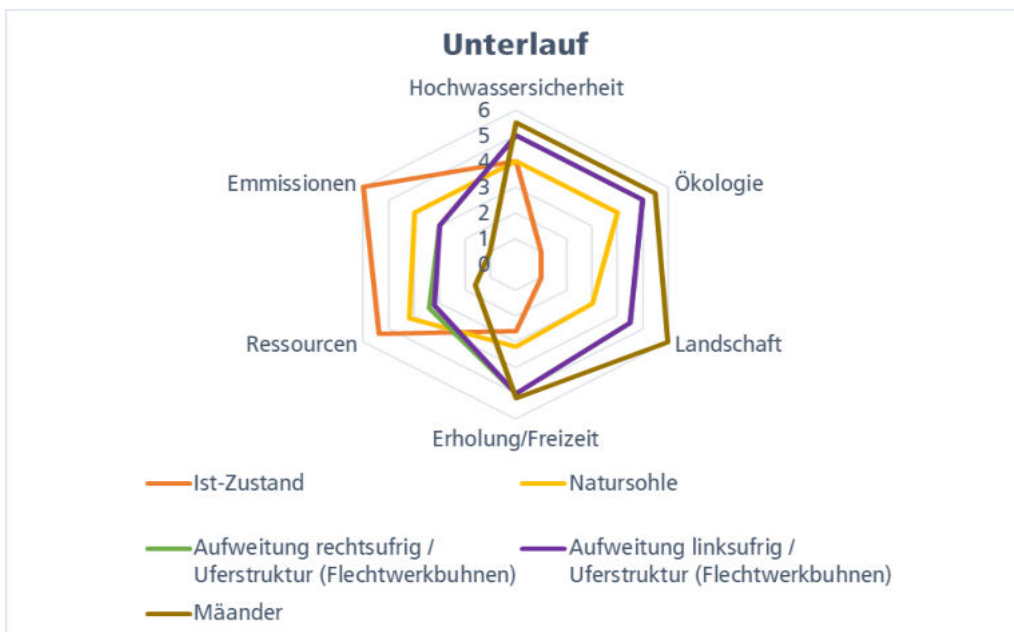 Unterlauf
Hochwassersicherheit
6
5
4
3
2
1
0
Emmissionen
Ökologie
Ressourcen
Landschaft
Erholung/Freizeit
Ist-Zustand
Natursohle
Aufweitung rechtsufrig /
Uferstruktur (Flechtwerkbuhnen)
Aufweitung linksufrig /
Uferstruktur (Flechtwerkbuhnen)
Mäander